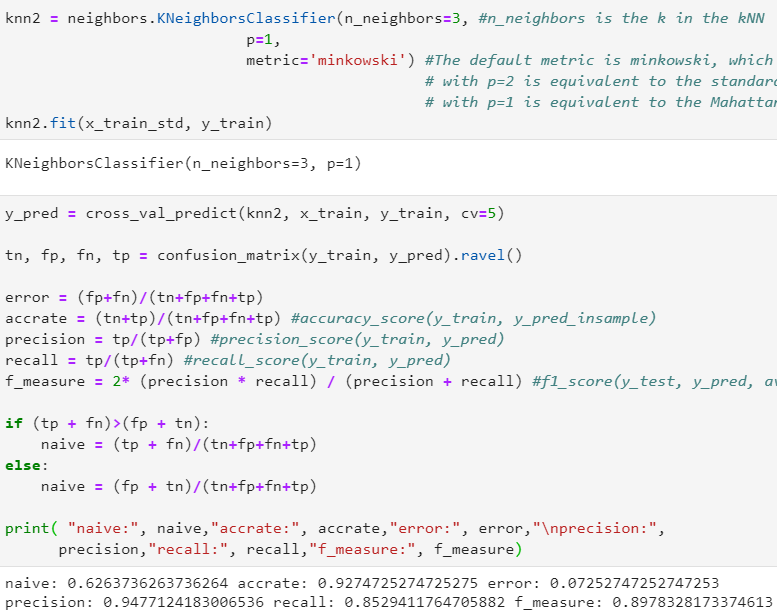 knn2 = neighbors.KNeighborsClassifier(n_neighbors=3, #n_neighbors is the k in the kNN
                           p=1,
                           metric='minkowski') #The default metric is minkowski, which
                                               # with p=2 is equivalent to the standard
                                               # with p=1 is equivalent to the Mahattan
knn2.fit(x_train_std, y_train)
KNeighborsClassifier(n_neighbors=3, p=1)
y_pred = cross_val_predict(knn2, x_train, y_train, cv=5)
tn, fp, fn, tp = confusion_matrix(y_train, y_pred).ravel()
error = (fp+fn)/(tn+fp+fn+tp)
accrate = (tn+tp)/(tn+fp+fn+tp) #accuracy_score(y_train, y_pred_insample)
precision = tp/(tp+fp) #precision_score(y_train, y_pred)
recall = tp/(tp+fn) #recall_score(y_train, y_pred)
f_measure = 2* (precision * recall) / (precision + recall) #f1_score(y_test, y_pred, av
if (tp + fn)>(fp + tn):
    naive = (tp + fn)/(tn+fp+fn+tp)
else:
    naive = (fp + tn)/(tn+fp+fn+tp)
print( "naive:", naive,"accrate:", accrate,"error:", error,"\nprecision:",
      precision,"recall:", recall,"f_measure:", f_measure)
naive: 0.6263736263736264 accrate: 0.9274725274725275 error: 0.07252747252747253
precision: 0.9477124183006536 recall: 0.8529411764705882 f_measure: 0.8978328173374613